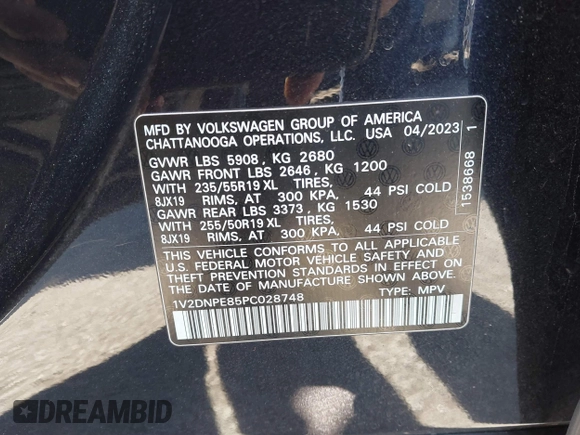 MFD BY VOLKSWAGEN GROUP OF AMERICA
CHATTANOOGA OPERATIONS, LLC. USA 04/2023
GVWR LBS 5908, KG 2680
GAWR FRONT LBS 2646, KG 1200
WITH 235/55R19 XL TIRES,
8JX19 RIMS, AT 300 KPA, 44 PSI COLD
GAWR REAR LBS 3373, KG 1530
WITH 255/50R19 XL TIRES,
8JX19 RIMS, AT 300 KPA, 44 PSI COLD
THIS VEHICLE CONFORMS TO ALL APPLICABLE
U.S. FEDERAL MOTOR VEHICLE SAFETY AND
THEFT PREVENTION STANDARDS IN EFFECT ON
THE DATE OF MANUFACTURE SHOWN ABOVE.
1V2DNPE85PC028748 TYPE: MPV
1538668 1
DREAMBID